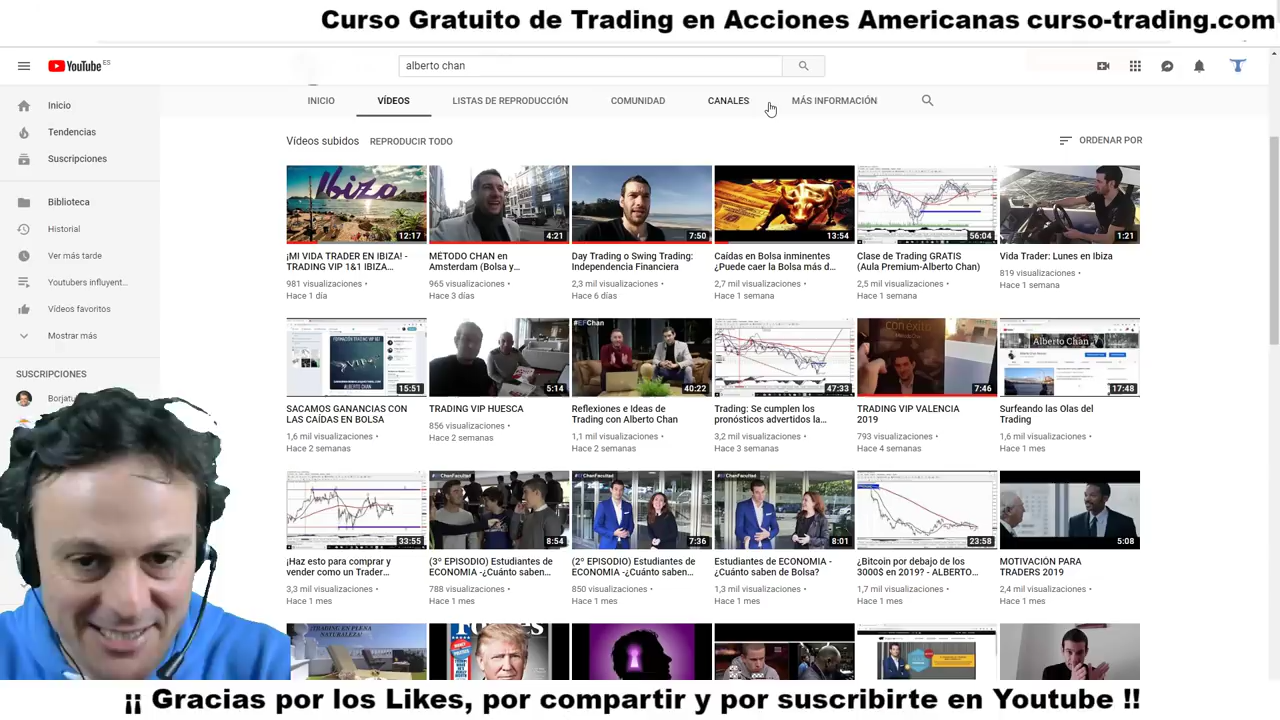 Curso Gratuito de Trading en Acciones Americanas curso-trading.com
YouTube ES
alberto chan
INICIO VÍDEOS LISTAS DE REPRODUCCIÓN COMUNIDAD CANALES MÁS INFORMACIÓN
Inicio
Tendencias
Suscripciones
Biblioteca
Historial
Ver más tarde
Youtubers influyent...
Vídeos favoritos
Mostrar más
SUSCRIPCIONES
Vídeos subidos REPRODUCIR TODO
ORDENAR POR
Ibiza
12:17
¡MI VIDA TRADER EN IBIZA! -
TRADING VIP 1&1 IBIZA...
981 visualizaciones •
Hace 1 día
4:21
MÉTODO CHAN en
Amsterdam (Bolsa y...
965 visualizaciones •
Hace 3 días
7:50
Day Trading o Swing Trading:
Independencia Financiera
2,3 mil visualizaciones •
Hace 6 días
13:54
Caídas en Bolsa inminentes
¿Puede caer la Bolsa más d...
2,7 mil visualizaciones •
Hace 1 semana
56:04
Clase de Trading GRATIS
(Aula Premium-Alberto Chan)
2,5 mil visualizaciones •
Hace 1 semana
1:21
Vida Trader: Lunes en Ibiza
819 visualizaciones •
Hace 1 semana
15:51
SACAMOS GANANCIAS CON
LAS CAÍDAS EN BOLSA
1,6 mil visualizaciones •
Hace 2 semanas
5:14
TRADING VIP HUESCA
856 visualizaciones •
Hace 2 semanas
#EFChan
40:22
Reflexiones e Ideas de
Trading con Alberto Chan
1,1 mil visualizaciones •
Hace 2 semanas
47:33
Trading: Se cumplen los
pronósticos advertidos la...
3,2 mil visualizaciones •
Hace 3 semanas
con éxito
7:46
TRADING VIP VALENCIA
2019
793 visualizaciones •
Hace 4 semanas
Alberto Chan
17:48
Surfeando las Olas del
Trading
1,6 mil visualizaciones •
Hace 1 mes
33:55
¡Haz esto para comprar y
vender como un Trader...
3,3 mil visualizaciones •
Hace 1 mes
8:54
(3º EPISODIO) Estudiantes de
ECONOMIA -¿Cuánto saben...
788 visualizaciones •
Hace 1 mes
7:36
(2º EPISODIO) Estudiantes de
ECONOMIA -¿Cuánto saben...
850 visualizaciones •
Hace 1 mes
8:01
Estudiantes de ECONOMIA -
¿Cuánto saben de Bolsa?
1,3 mil visualizaciones •
Hace 1 mes
23:58
¿Bitcoin por debajo de los
3000$ en 2019? - ALBERTO...
1,7 mil visualizaciones •
Hace 1 mes
5:08
MOTIVACIÓN PARA
TRADERS 2019
2,4 mil visualizaciones •
Hace 1 mes
¡¡ Gracias por los Likes, por compartir y por suscribirte en Youtube !!